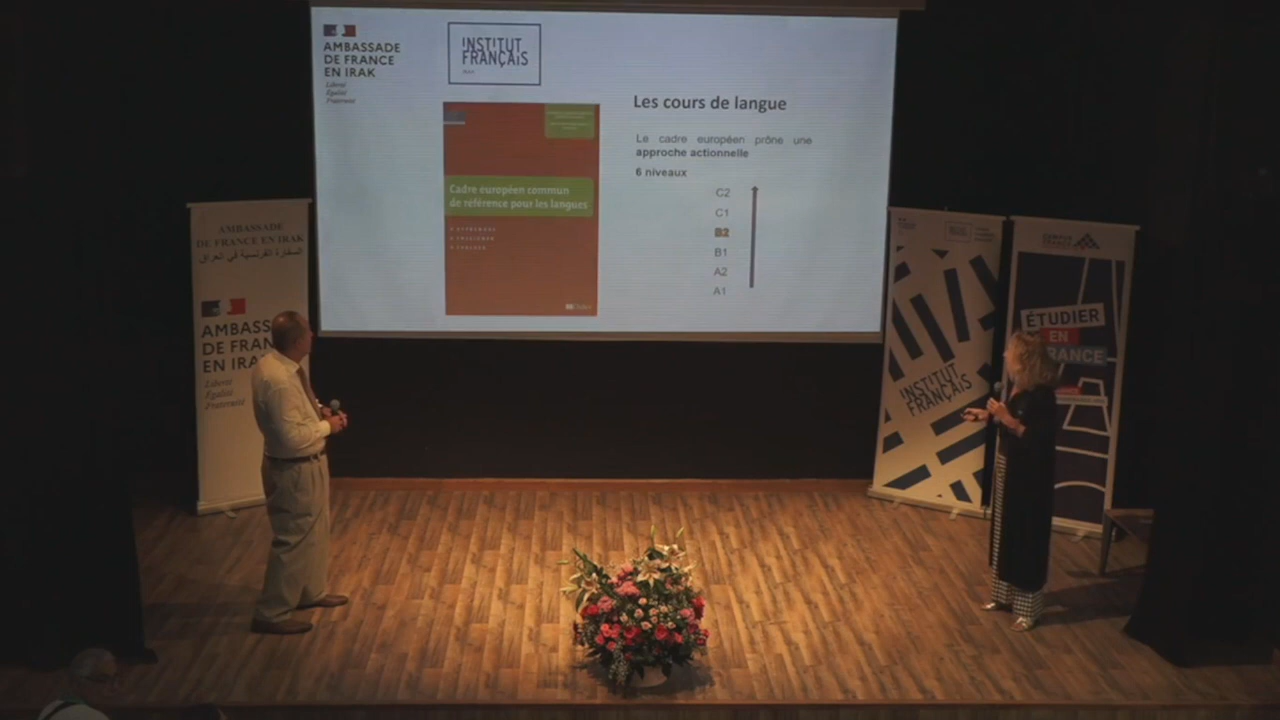 AMBASSADE
DE FRANCE
EN IRAK
Liberté
Égalité
Fraternité
INSTITUT
FRANÇAIS
Les cours de langue
Le cadre européen prône une
approche actionnelle
6 niveaux
C2
C1
B2
B1
A2
A1
Cadre européen commun
de référence pour les langues
Didier
AMBASSADE
DE FRANCE EN IRAK
السفارة الفرنسية في العراق
AMBASS
DE FRAN
EN IRA
Liberté
Égalité
Fraternité
INSTITUT
FRANÇAIS
CAMPUS
FRANCE
ÉTUDIER
EN
RANCE